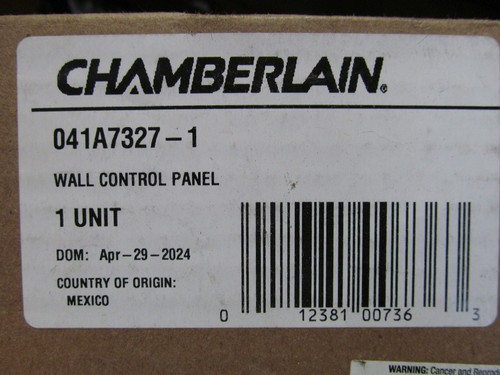 CHAMBERLAIN®
041A7327-1
WALL CONTROL PANEL
1 UNIT
DOM: Apr-29-2024
COUNTRY OF ORIGIN:
MEXICO
0 12381 00736 3
WARNING: Cancer and